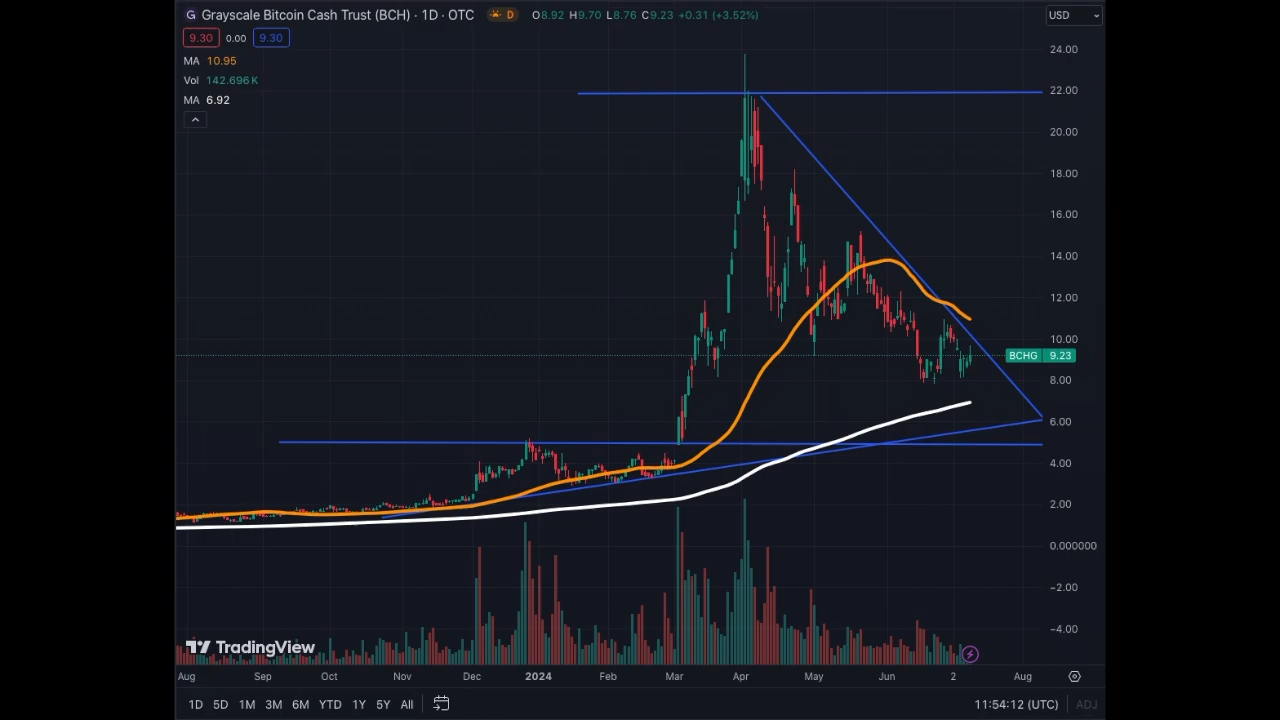 Grayscale Bitcoin Cash Trust (BCH) · 1D · OTC D O8.92 H9.70 L8.76 C9.23 +0.31 (+3.52%) USD
9.30 0.00 9.30
MA 10.95
Vol 142.696 K
MA 6.92
24.00
22.00
20.00
18.00
16.00
14.00
12.00
10.00
BCHG 9.23
8.00
6.00
4.00
2.00
0.000000
−2.00
−4.00
TradingView
Aug Sep Oct Nov Dec 2024 Feb Mar Apr May Jun 2 Aug
1D 5D 1M 3M 6M YTD 1Y 5Y All 11:54:12 (UTC) ADJ